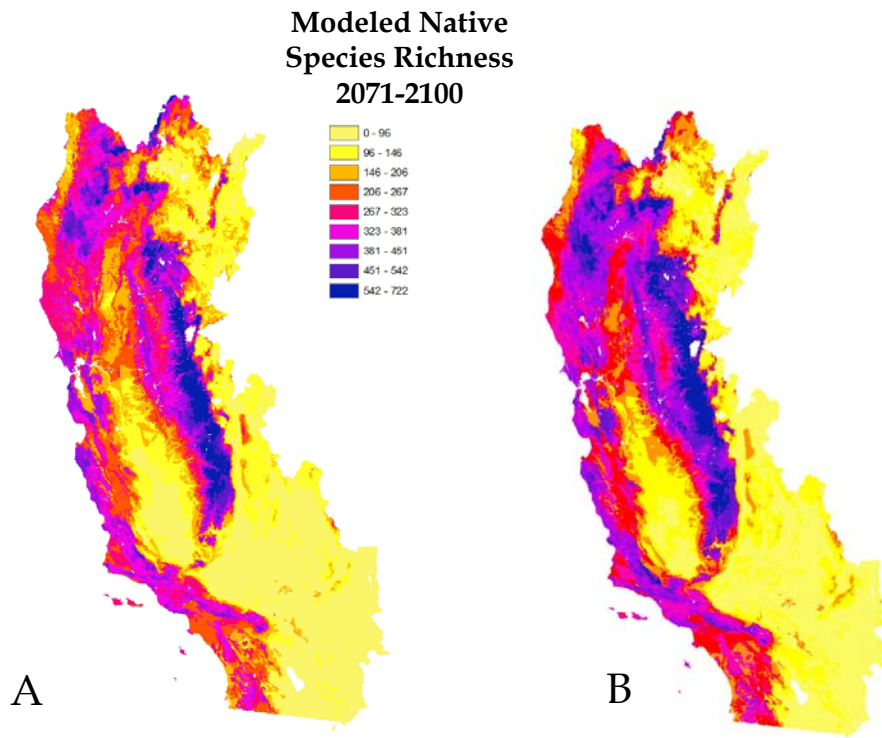 Modeled Native
Species Richness
2071-2100
0 - 96
96 - 146
146 - 206
206 - 267
267 - 323
323 - 381
381 - 451
451 - 542
542 - 722
A
B